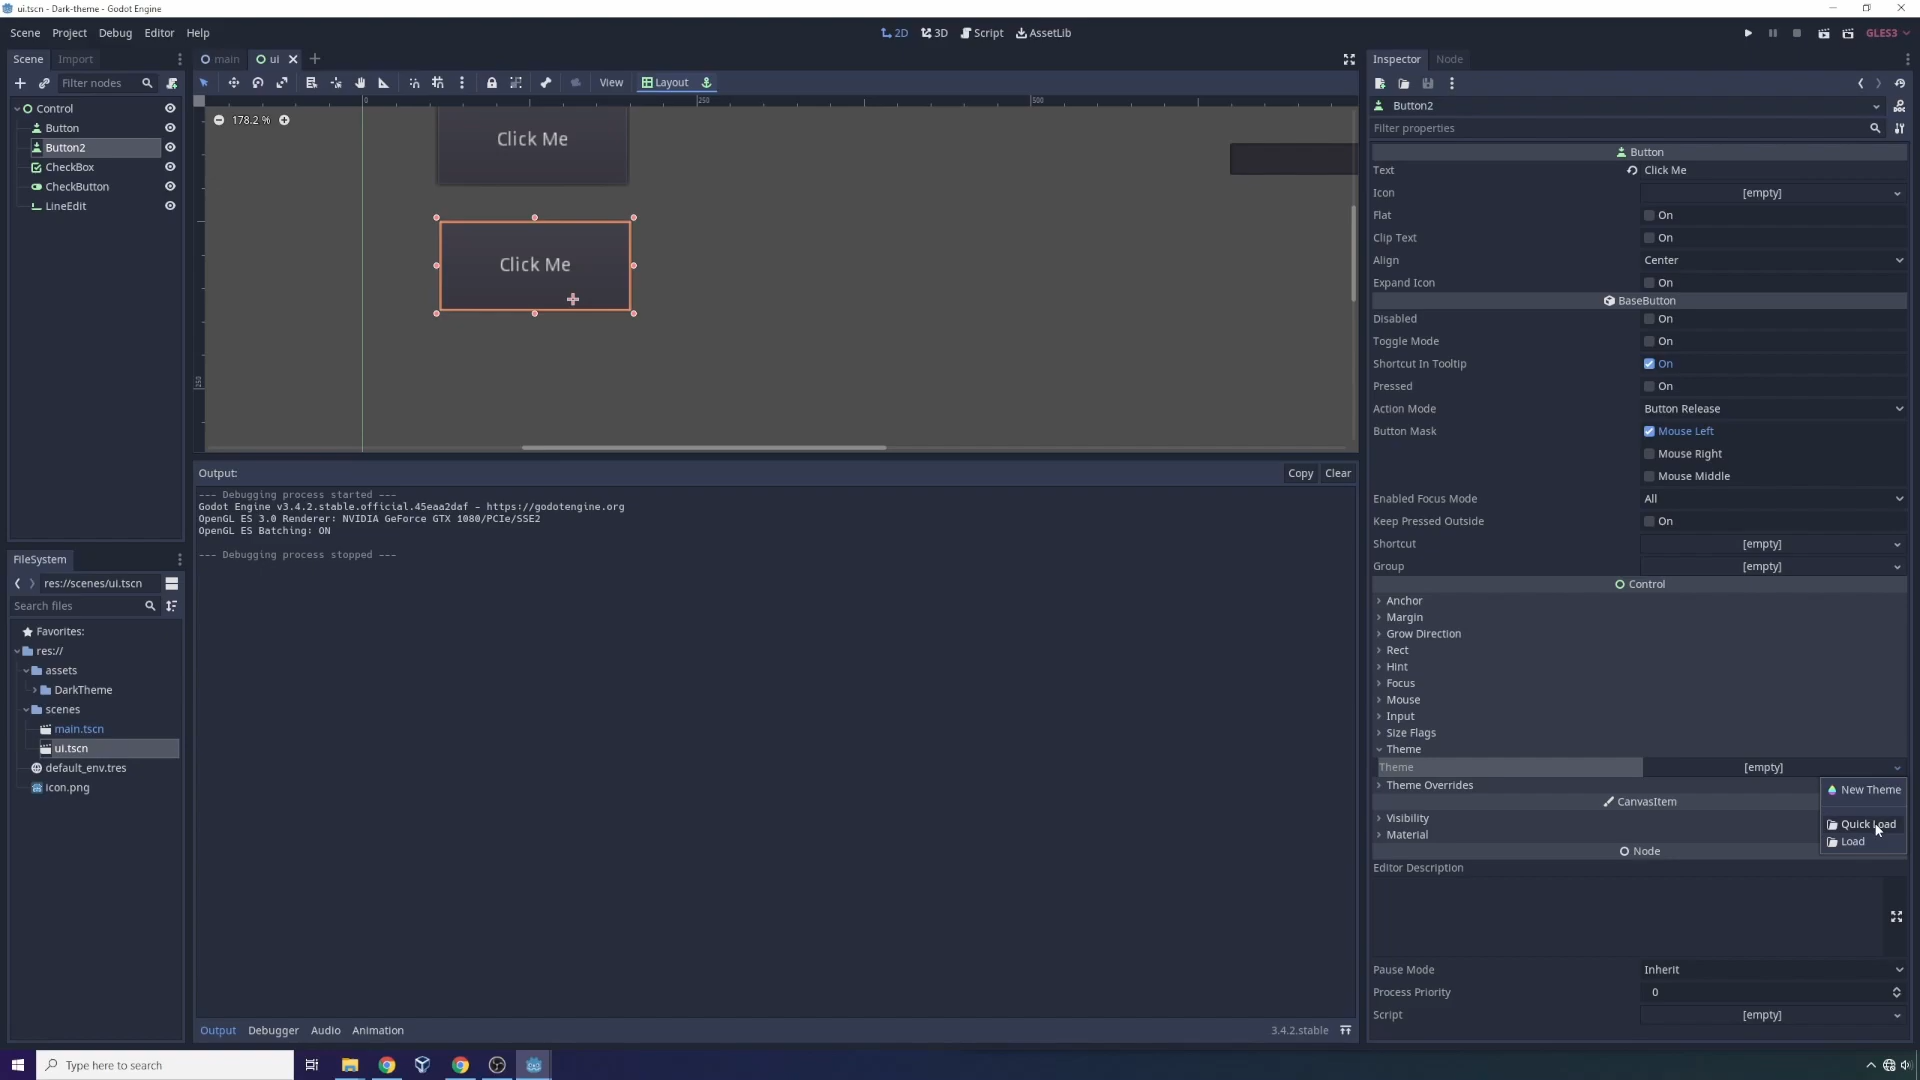 ui.tscn - Dark-theme - Godot Engine
Scene Project Debug Editor Help
2D 3D Script AssetLib
GLES3
Scene Import
main ui
Inspector Node
Filter nodes
View Layout
Control
Button
Button2
CheckBox
CheckButton
LineEdit
0 250 500
178.2 %
250
Click Me
Click Me
Button2
Filter properties
Button
Text Click Me
Icon [empty]
Flat On
Clip Text On
Align Center
Expand Icon On
BaseButton
Disabled On
Toggle Mode On
Shortcut In Tooltip On
Pressed On
Action Mode Button Release
Button Mask Mouse Left
Mouse Right
Mouse Middle
Enabled Focus Mode All
Keep Pressed Outside On
Shortcut [empty]
Group [empty]
Control
Anchor
Margin
Grow Direction
Rect
Hint
Focus
Mouse
Input
Size Flags
Theme
Theme [empty]
New Theme
Quick Load
Load
Theme Overrides
CanvasItem
Visibility
Material
Node
Editor Description
Pause Mode Inherit
Process Priority 0
Script [empty]
Output: Copy Clear
--- Debugging process started ---
Godot Engine v3.4.2.stable.official.45eaa2daf - https://godotengine.org
OpenGL ES 3.0 Renderer: NVIDIA GeForce GTX 1080/PCIe/SSE2
OpenGL ES Batching: ON
--- Debugging process stopped ---
FileSystem
res://scenes/ui.tscn
Search files
Favorites:
res://
assets
DarkTheme
scenes
main.tscn
ui.tscn
default_env.tres
icon.png
Output Debugger Audio Animation 3.4.2.stable
Type here to search